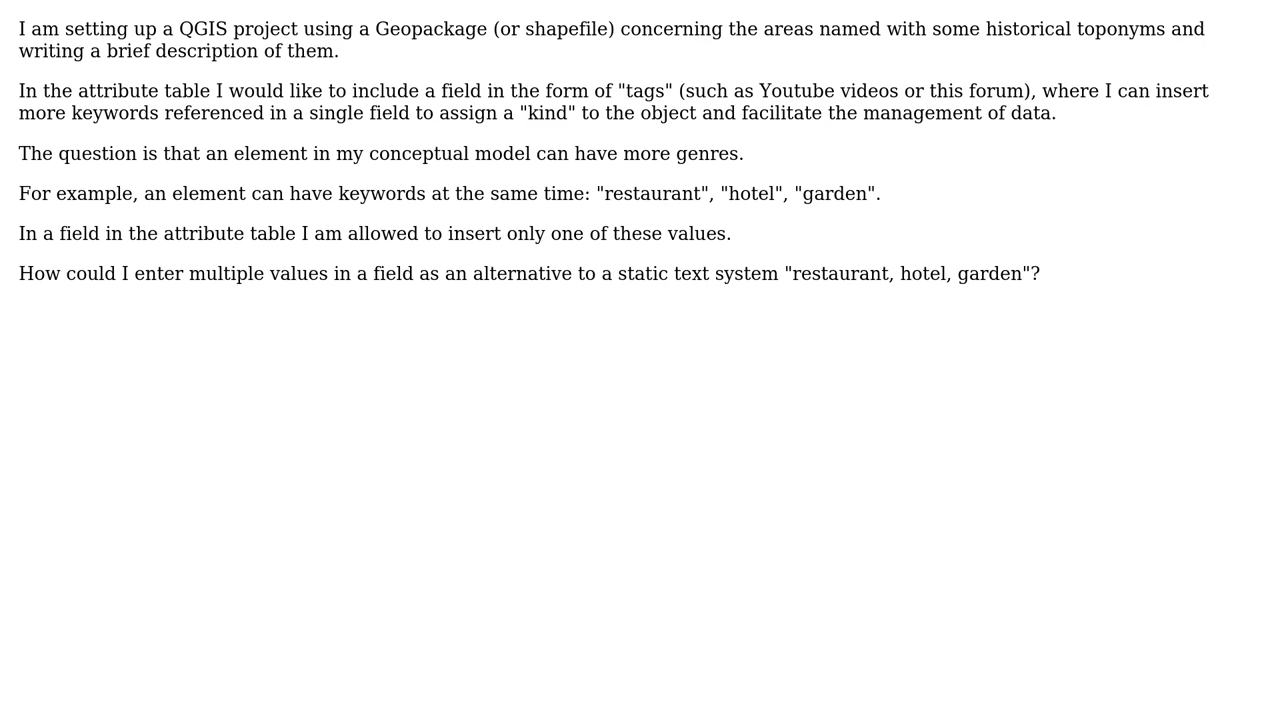 I am setting up a QGIS project using a Geopackage (or shapefile) concerning the areas named with some historical toponyms and
writing a brief description of them.
In the attribute table I would like to include a field in the form of "tags" (such as Youtube videos or this forum), where I can insert
more keywords referenced in a single field to assign a "kind" to the object and facilitate the management of data.
The question is that an element in my conceptual model can have more genres.
For example, an element can have keywords at the same time: "restaurant", "hotel", "garden".
In a field in the attribute table I am allowed to insert only one of these values.
How could I enter multiple values in a field as an alternative to a static text system "restaurant, hotel, garden"?